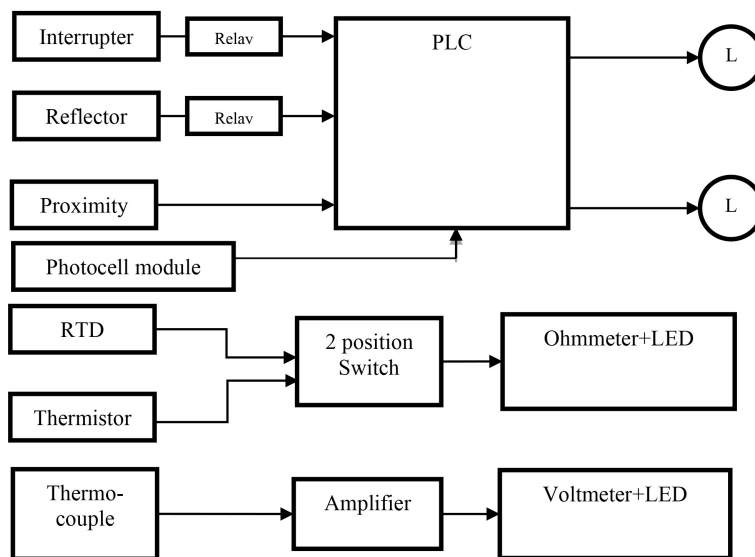 Interrupter
Relav
PLC
L
Reflector
Relav
Proximity
L
Photocell module
RTD
2 position
Switch
Ohmmeter+LED
Thermistor
Thermo-
couple
Amplifier
Voltmeter+LED